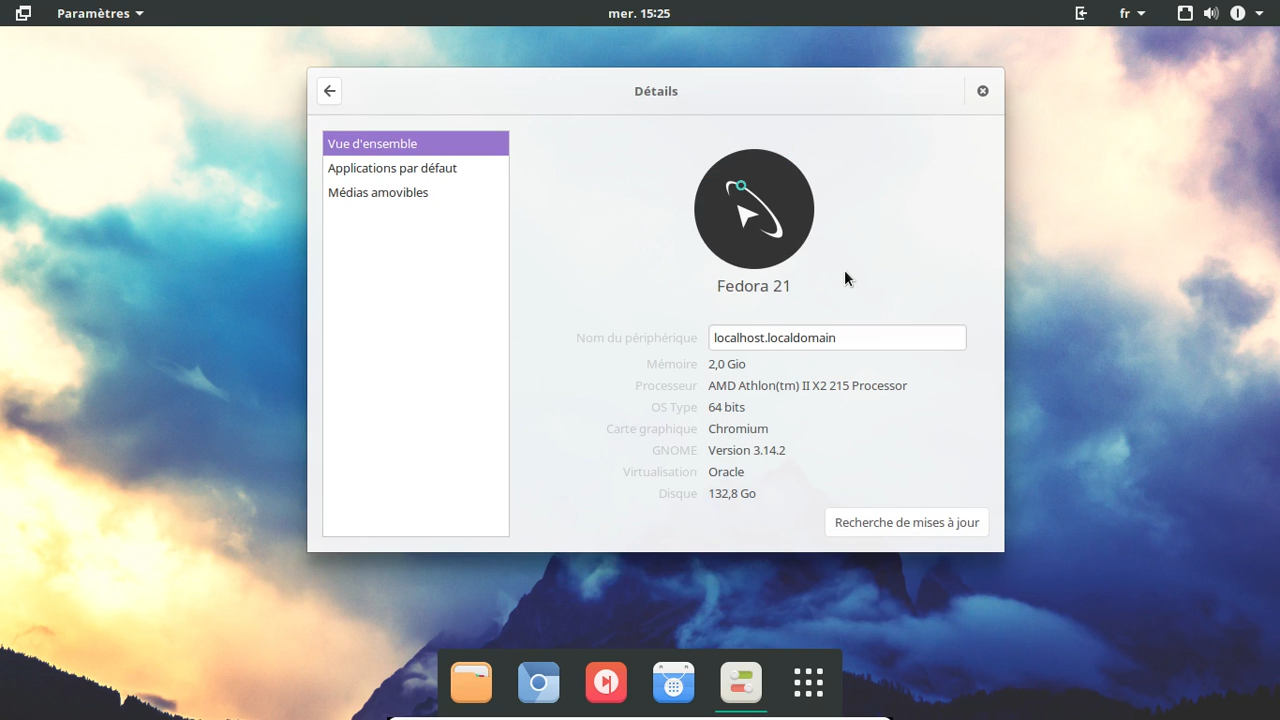 Paramètres
mer. 15:25
fr
Détails
Vue d'ensemble
Applications par défaut
Médias amovibles
Fedora 21
Nom du périphérique localhost.localdomain
Mémoire 2,0 Gio
Processeur AMD Athlon(tm) II X2 215 Processor
OS Type 64 bits
Carte graphique Chromium
GNOME Version 3.14.2
Virtualisation Oracle
Disque 132,8 Go
Recherche de mises à jour